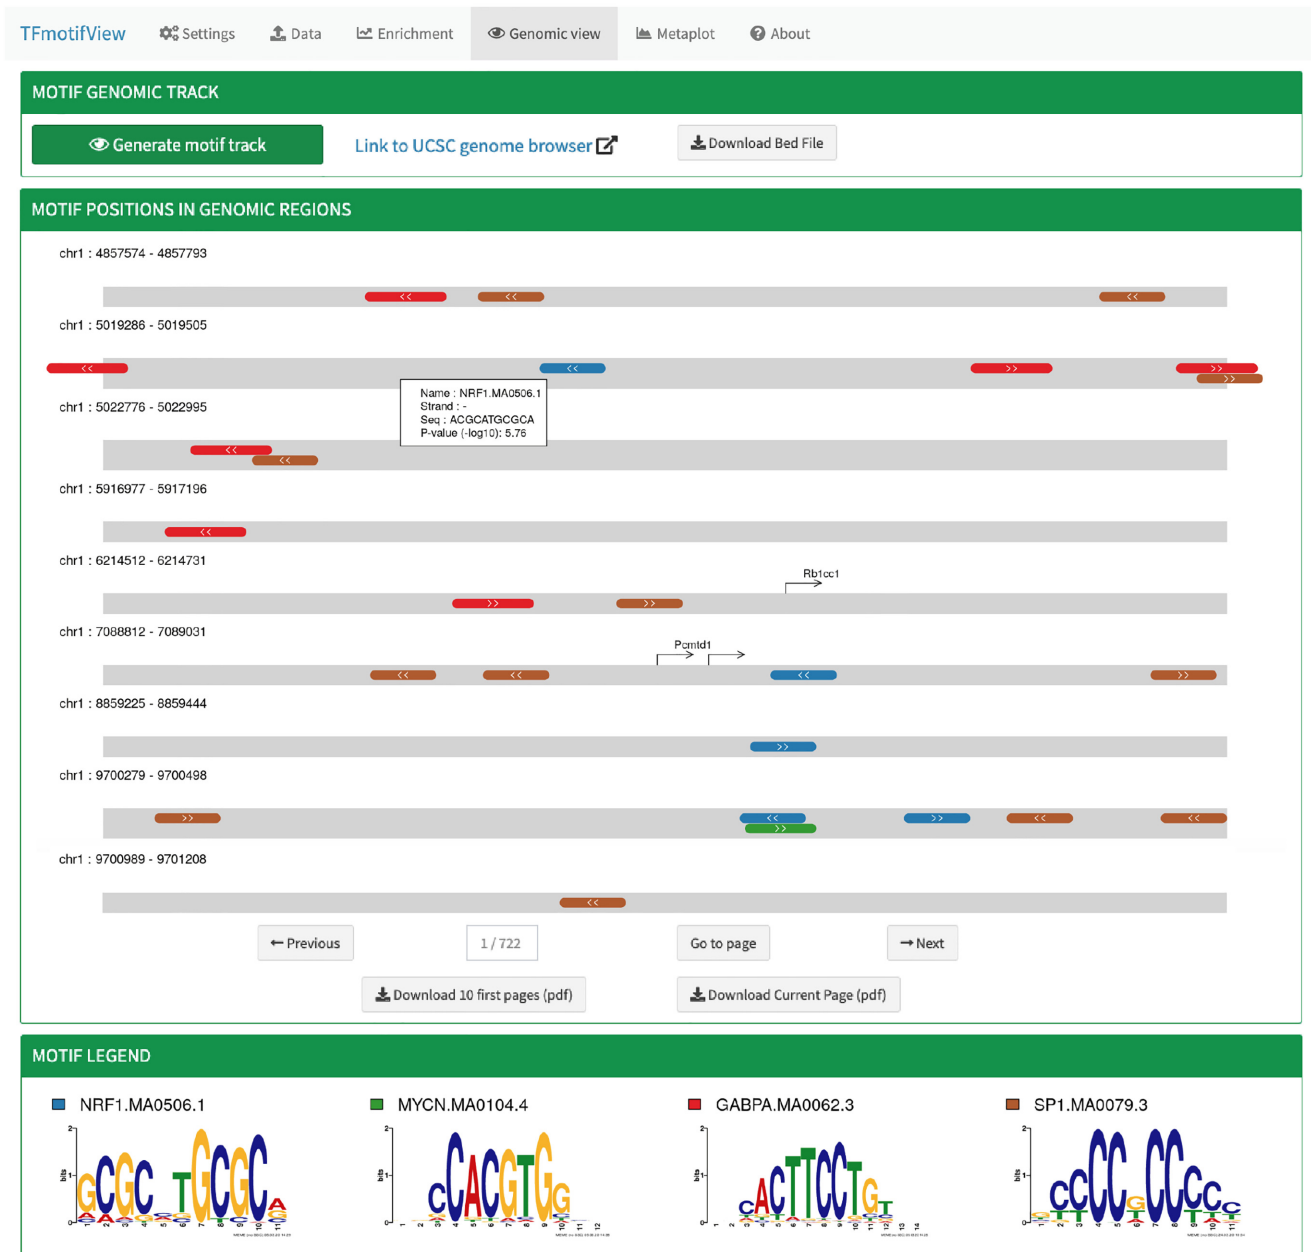 TFmotifView Settings Data Enrichment Genomic view Metaplot About
MOTIF GENOMIC TRACK
Generate motif track Link to UCSC genome browser Download Bed File
MOTIF POSITIONS IN GENOMIC REGIONS
chr1 : 4857574 - 4857793
<< << <<
chr1 : 5019286 - 5019505
<< << >> >>
>>
Name : NRF1.MA0506.1
Strand : -
Seq : ACGCATGCGCA
P-value (-log10): 5.76
chr1 : 5022776 - 5022995
<<
<<
chr1 : 5916977 - 5917196
<<
chr1 : 6214512 - 6214731
Rb1cc1
>> >>
chr1 : 7088812 - 7089031
Pcmtd1
<< << << >>
chr1 : 8859225 - 8859444
>>
chr1 : 9700279 - 9700498
>> << >> << <<
>>
chr1 : 9700989 - 9701208
<<
Previous 1 / 722 Go to page Next
Download 10 first pages (pdf) Download Current Page (pdf)
MOTIF LEGEND
NRF1.MA0506.1 MYCN.MA0104.4 GABPA.MA0062.3 SP1.MA0079.3